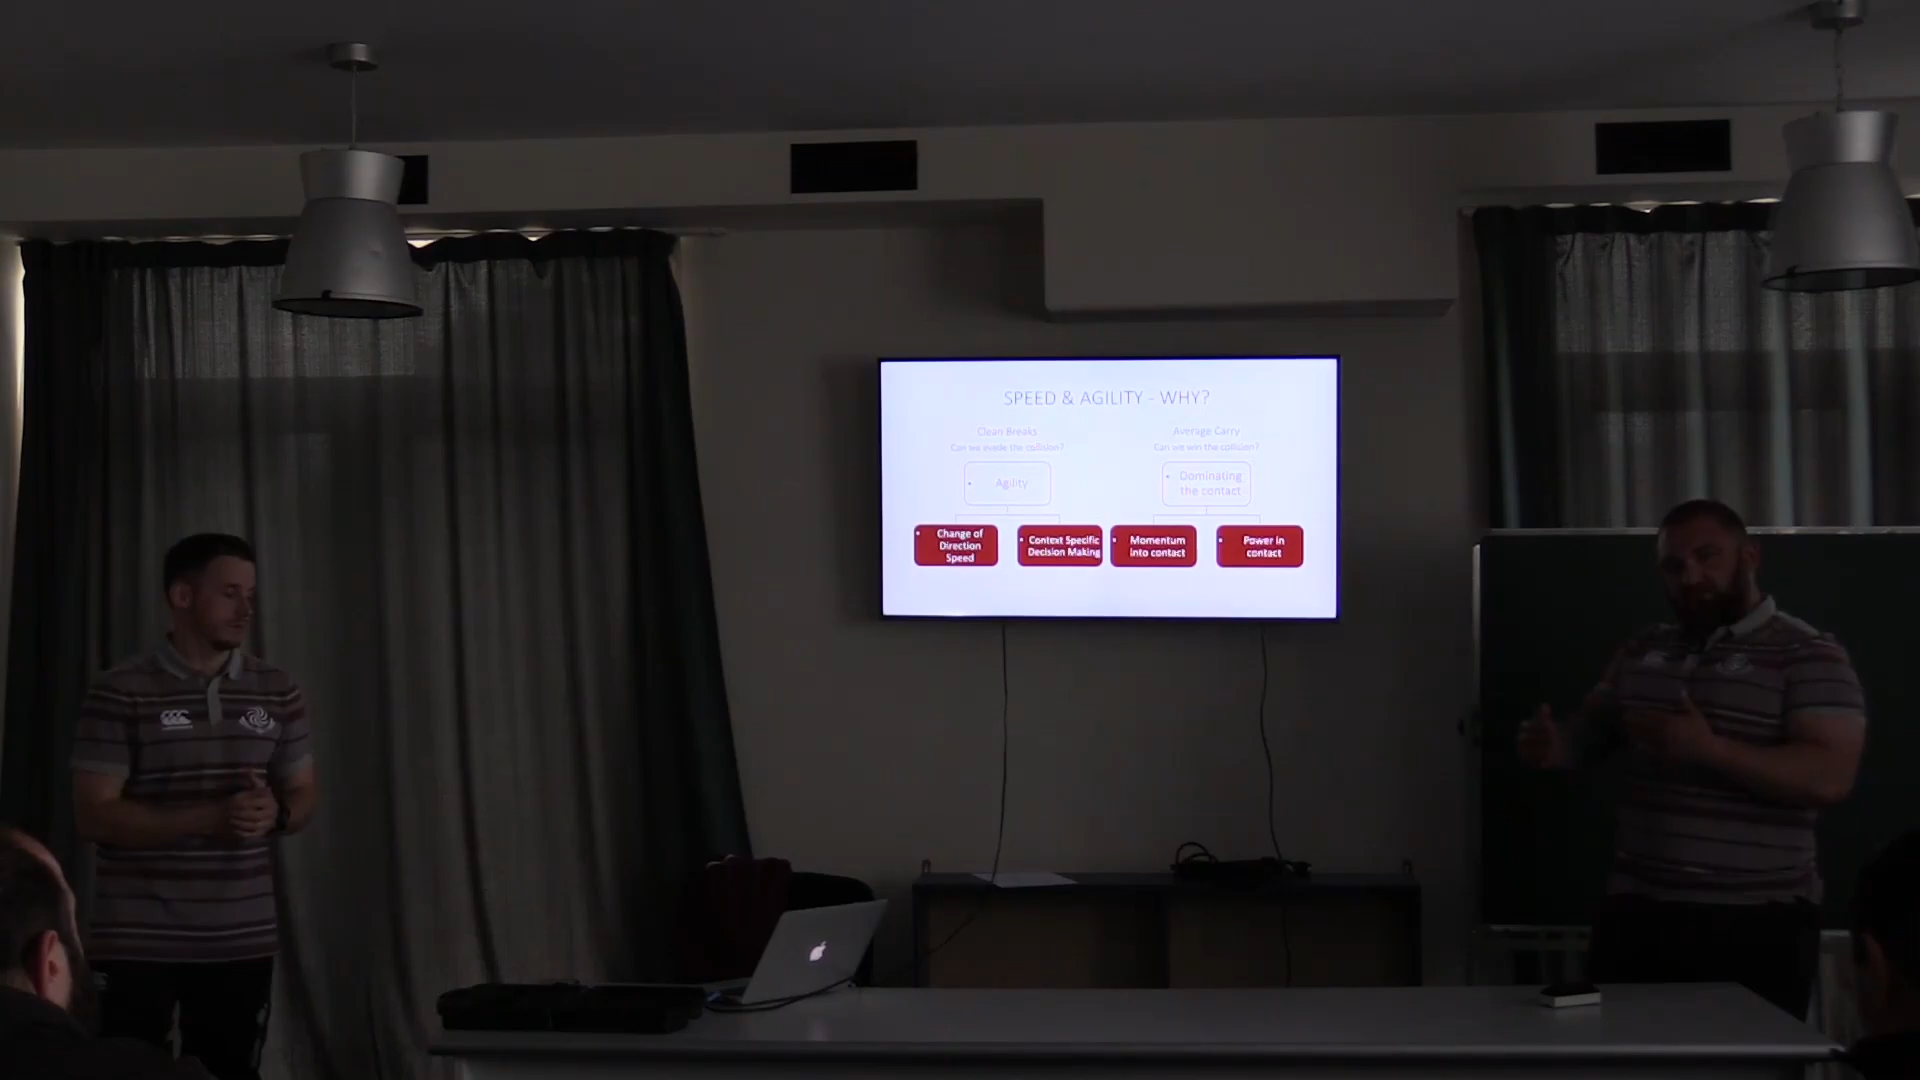 SPEED & AGILITY - WHY?
Clean Breaks
Can we evade the collision?
• Agility
Average Carry
Can we win the collision?
• Dominating
the contact
• Change of
Direction
Speed
• Context Specific
Decision Making
• Momentum
into contact
• Power in
contact